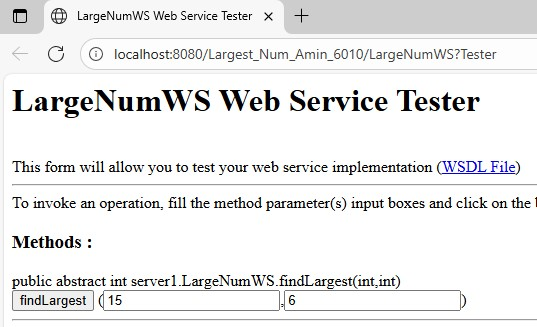 LargeNumWS Web Service Tester
localhost:8080/Largest_Num_Amin_6010/LargeNumWS?Tester
LargeNumWS Web Service Tester
This form will allow you to test your web service implementation (WSDL File)
To invoke an operation, fill the method parameter(s) input boxes and click on the
Methods :
public abstract int server1.LargeNumWS.findLargest(int,int)
findLargest (15 ,6 )